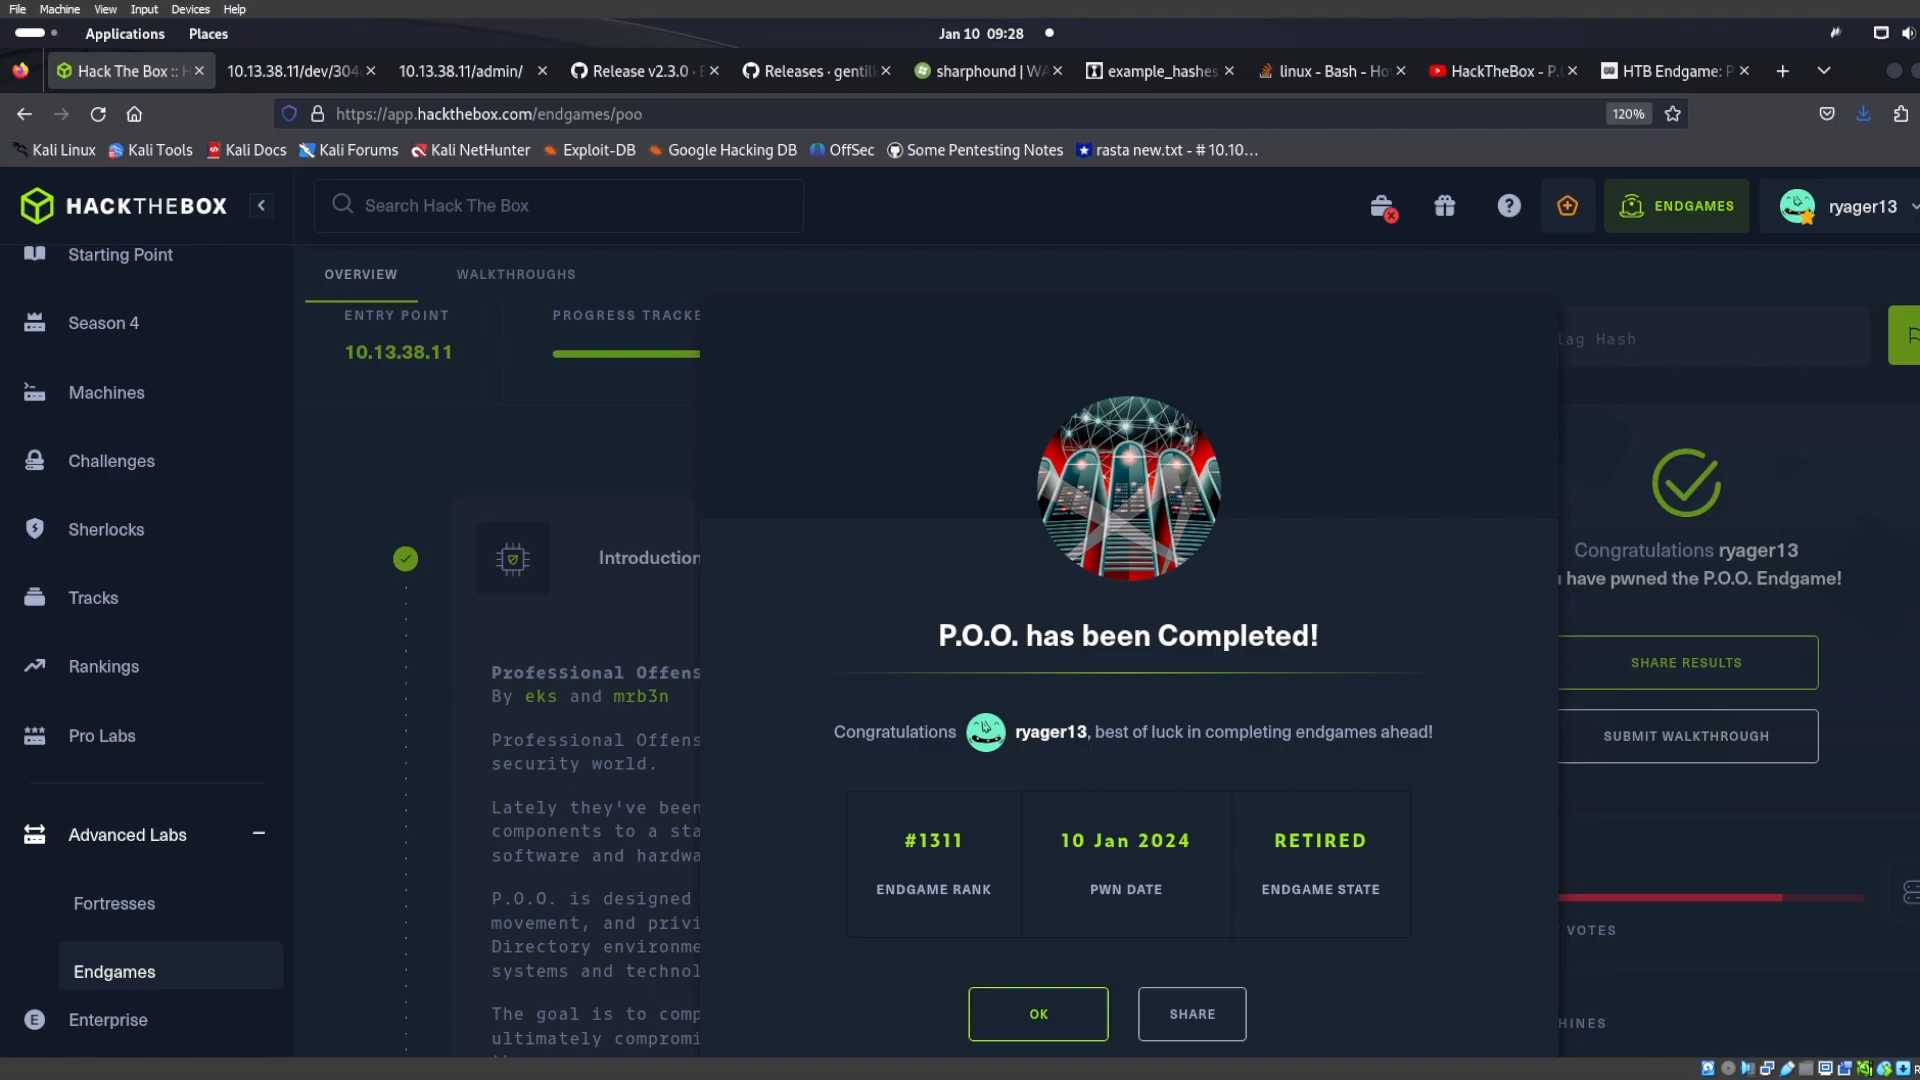 File Machine View Input Devices Help
Applications Places
Jan 10 09:28
Hack The Box :: H
10.13.38.11/dev/304
10.13.38.11/admin/
Release v2.3.0 ·
Releases · gentil
sharphound | WA
example_hashes
linux - Bash - Ho
HackTheBox - P.
HTB Endgame: P
https://app.hackthebox.com/endgames/poo
120%
Kali Linux Kali Tools Kali Docs Kali Forums Kali NetHunter Exploit-DB Google Hacking DB OffSec Some Pentesting Notes rasta new.txt - # 10.10…
HACKTHEBOX
Search Hack The Box
ENDGAMES
ryager13
Starting Point
Season 4
Machines
Challenges
Sherlocks
Tracks
Rankings
Pro Labs
Advanced Labs
Fortresses
Endgames
Enterprise
OVERVIEW WALKTHROUGHS
ENTRY POINT
10.13.38.11
PROGRESS TRACKE
lag Hash
Introduction
Professional Offens
By eks and mrb3n
Professional Offens
security world.
Lately they've been
components to a sta
software and hardwa
P.O.O. is designed
movement, and privi
Directory environme
systems and technol
The goal is to comp
ultimately compromi
P.O.O. has been Completed!
Congratulations ryager13, best of luck in completing endgames ahead!
#1311
ENDGAME RANK
10 Jan 2024
PWN DATE
RETIRED
ENDGAME STATE
OK
SHARE
Congratulations ryager13
have pwned the P.O.O. Endgame!
SHARE RESULTS
SUBMIT WALKTHROUGH
VOTES
HINES